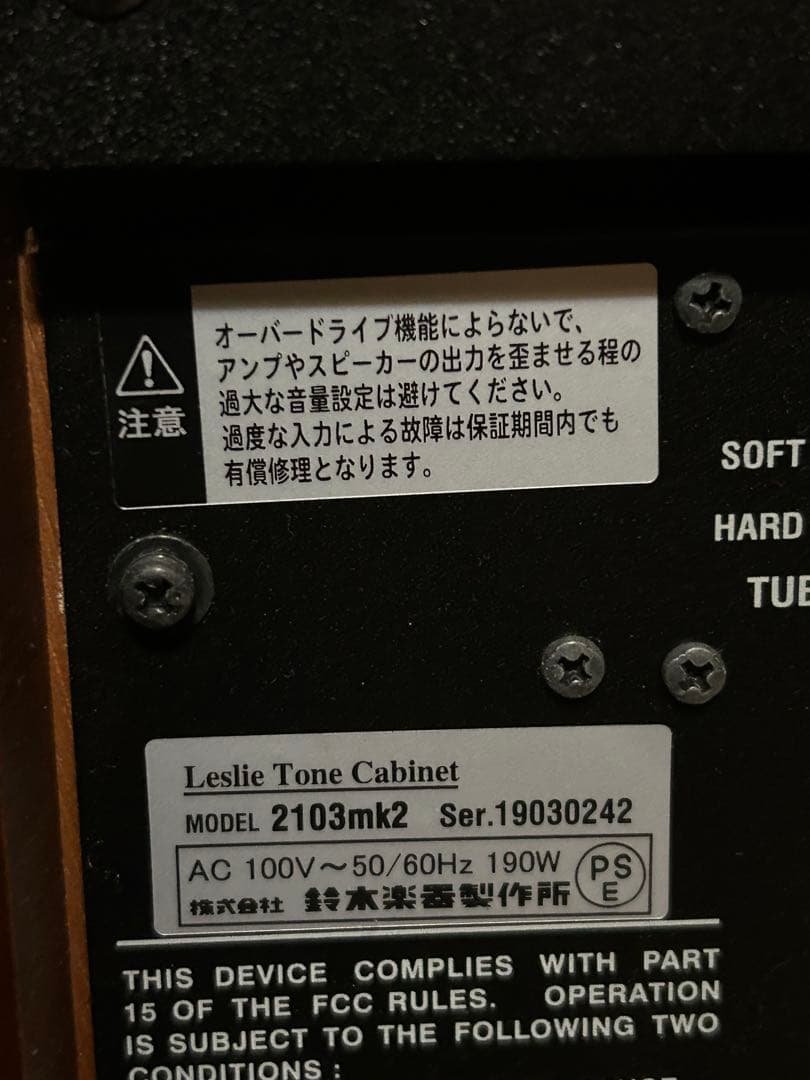 注意
オーバードライブ機能によらないで、
アンプやスピーカーの出力を歪ませる程の
過大な音量設定は避けてください。
過度な入力による故障は保証期間内でも
有償修理となります。
SOFT
HARD
TUB
Leslie Tone Cabinet
MODEL 2103mk2 Ser.19030242
AC 100V～50/60Hz 190W PS E
株式会社 鈴木楽器製作所
THIS DEVICE COMPLIES WITH PART
15 OF THE FCC RULES. OPERATION
IS SUBJECT TO THE FOLLOWING TWO
CONDITIONS :